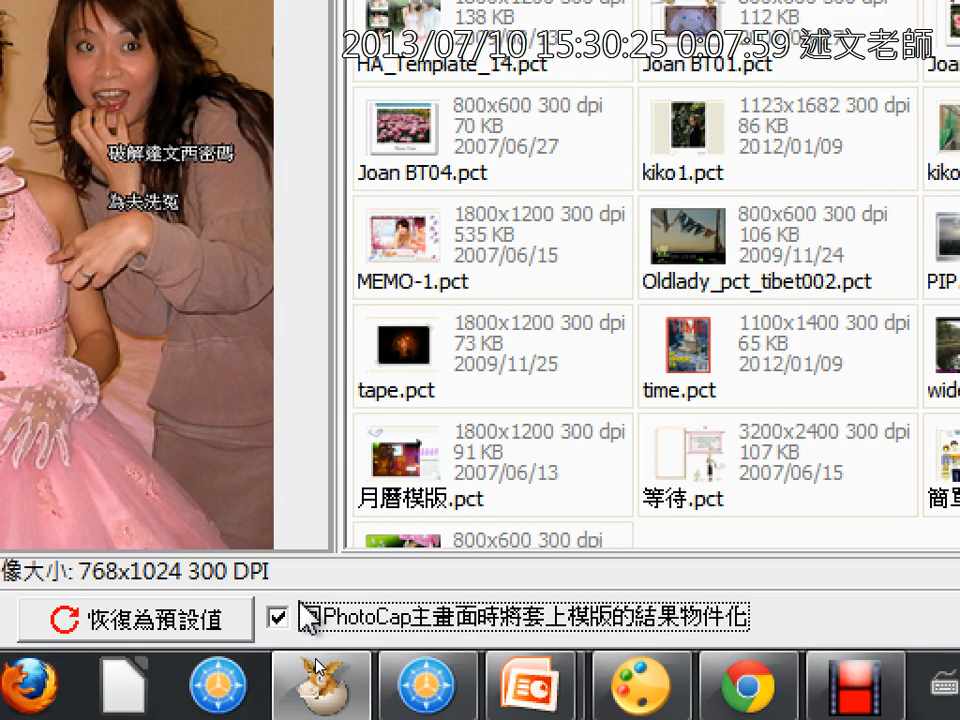 138 KB
112 KB
2013/07/10 15:30:25 0:07:59 述文老師
HA_Template_14.pct
Joan BT01.pct
Joa
破解達文西密碼
為夫洗冤
800x600 300 dpi
70 KB
2007/06/27
Joan BT04.pct
1123x1682 300 dpi
86 KB
2012/01/09
kiko1.pct
kiko
1800x1200 300 dpi
535 KB
2007/06/15
MEMO-1.pct
800x600 300 dpi
106 KB
2009/11/24
Oldlady_pct_tibet002.pct
PIP
1800x1200 300 dpi
73 KB
2009/11/25
tape.pct
1100x1400 300 dpi
65 KB
2012/01/09
time.pct
wide
1800x1200 300 dpi
91 KB
2007/06/13
月曆模版.pct
3200x2400 300 dpi
107 KB
2007/06/15
等待.pct
簡單
800x600 300 dpi
像大小: 768x1024 300 DPI
恢復為預設值
PhotoCap主畫面時將套上模版的結果物件化